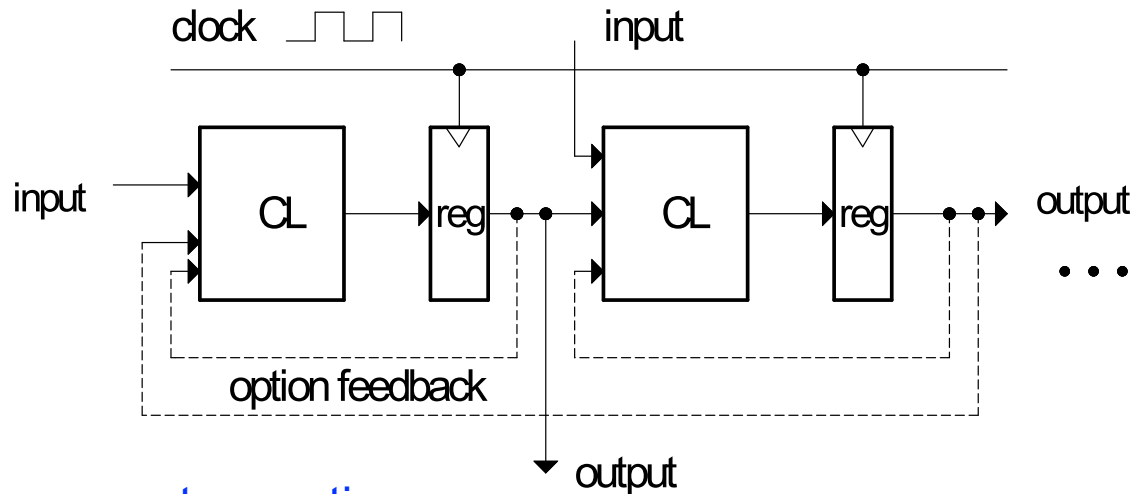 clock
input
input
CL
reg
CL
reg
output
option feedback
output